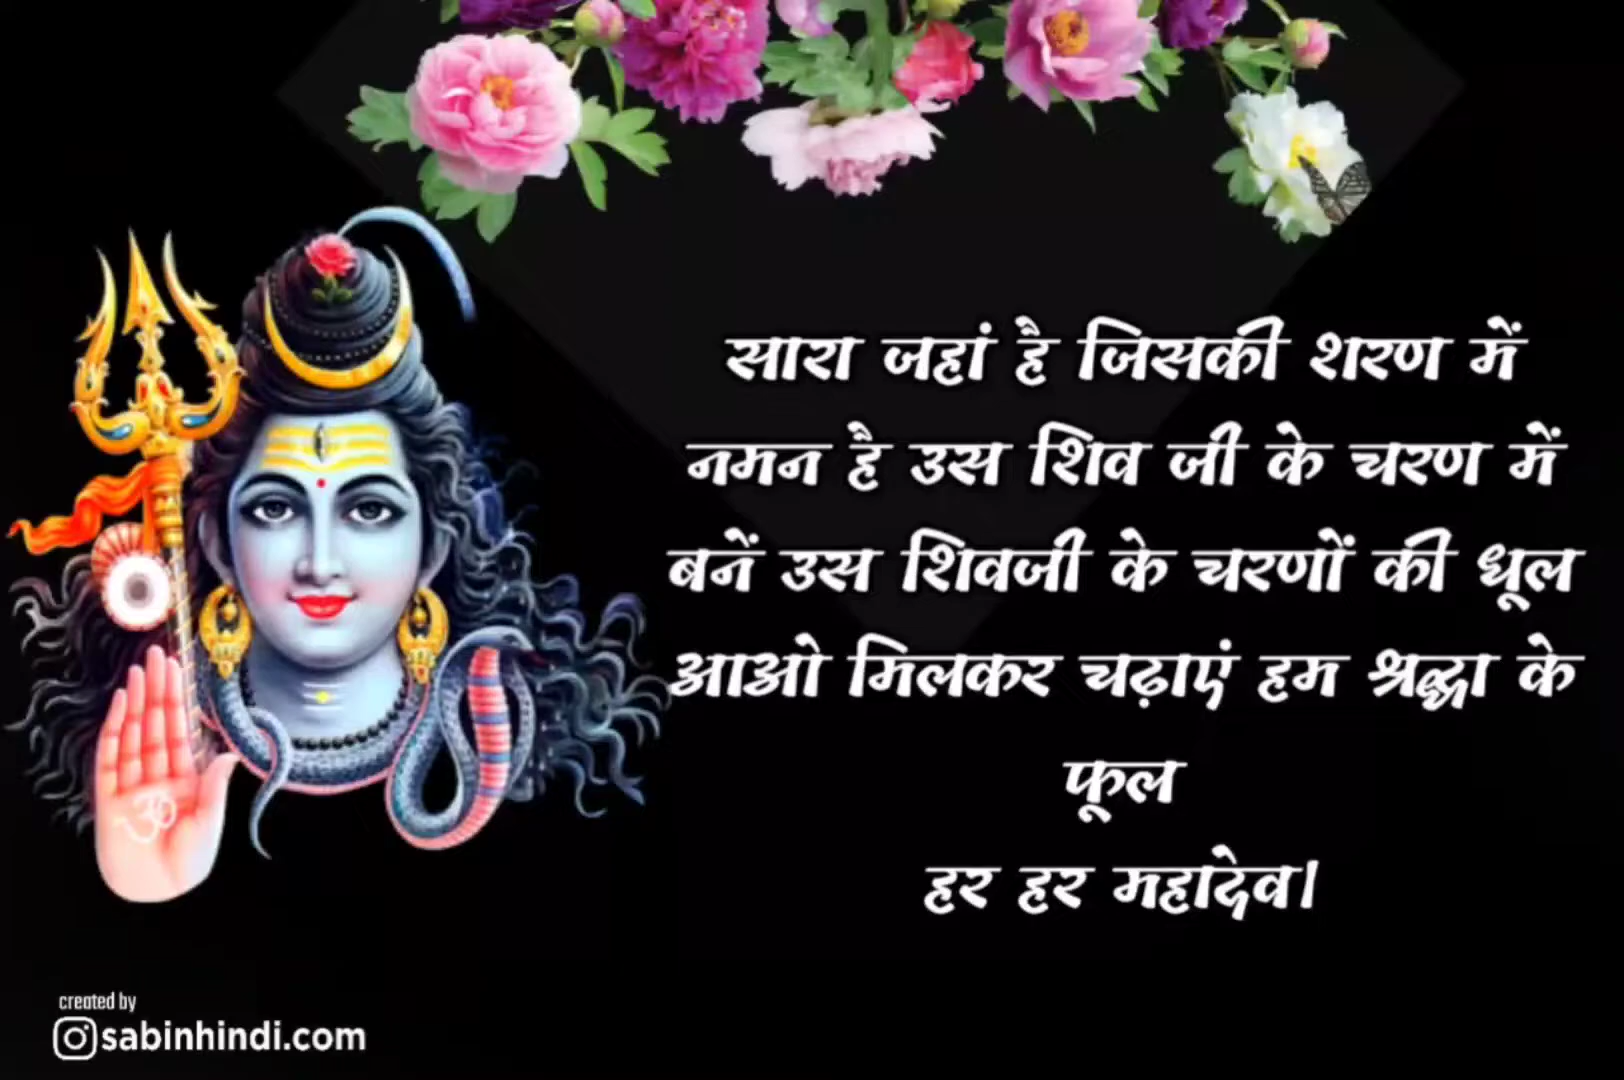 सारा जहां है जिसकी शरण में
नमन है उस शिव जी के चरण में
बनें उस शिवजी के चरणों की धूल
आओ मिलकर चढ़ाएं हम श्रद्धा के
फूल
हर हर महादेव।
ॐ
created by
sabinhindi.com